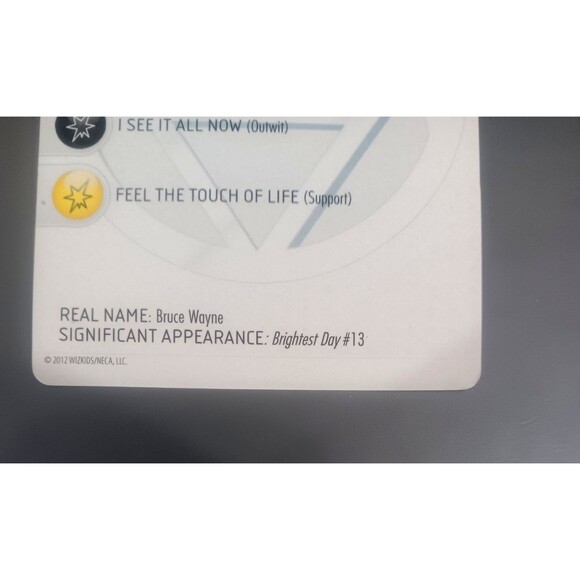 I SEE IT ALL NOW (Outwit)
FEEL THE TOUCH OF LIFE (Support)
REAL NAME: Bruce Wayne
SIGNIFICANT APPEARANCE: Brightest Day #13
© 2012 WIZKIDS/NECA, LLC.